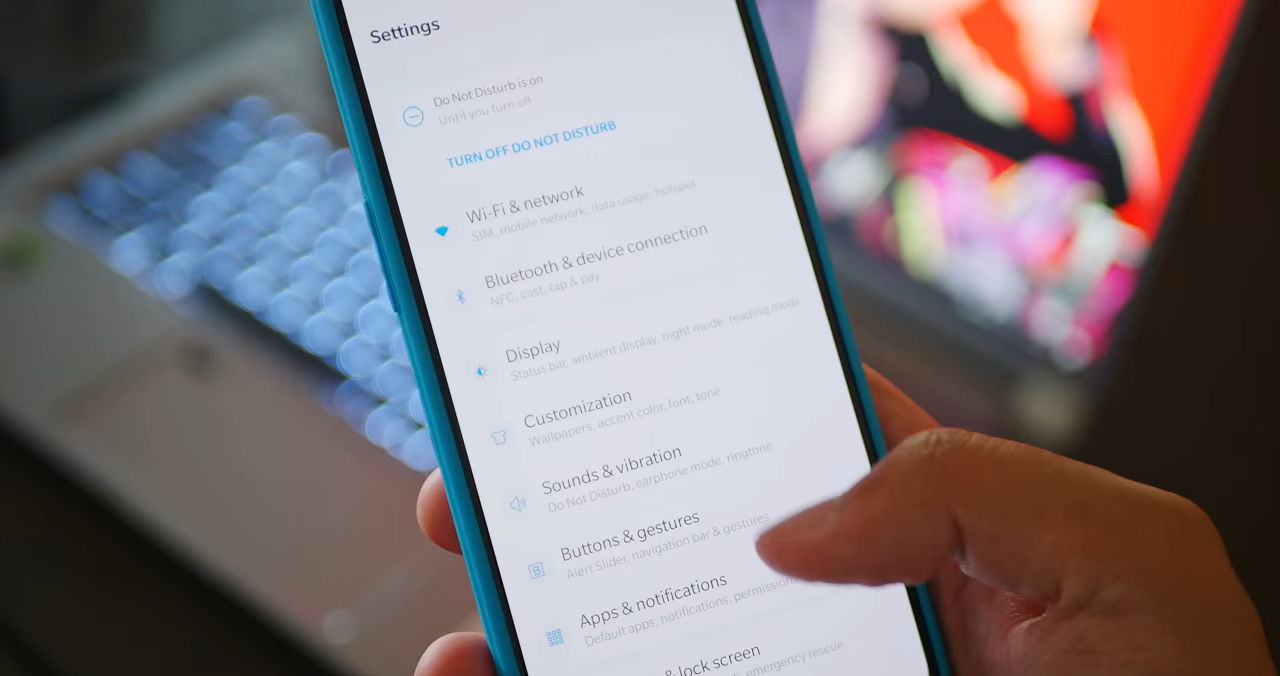 Settings
Do Not Disturb is on
Until you turn off
TURN OFF DO NOT DISTURB
Wi-Fi & network
SIM, mobile network, data usage, hotspot
Bluetooth & device connection
NFC, cast, tap & pay
Display
Status bar, ambient display, night mode, reading mode
Customization
Wallpapers, accent color, font, tone
Sounds & vibration
Do Not Disturb, earphone mode, ringtone
Buttons & gestures
Alert Slider, navigation bar & gestures
Apps & notifications
Default apps, notifications, permission
& lock screen
emergency rescue